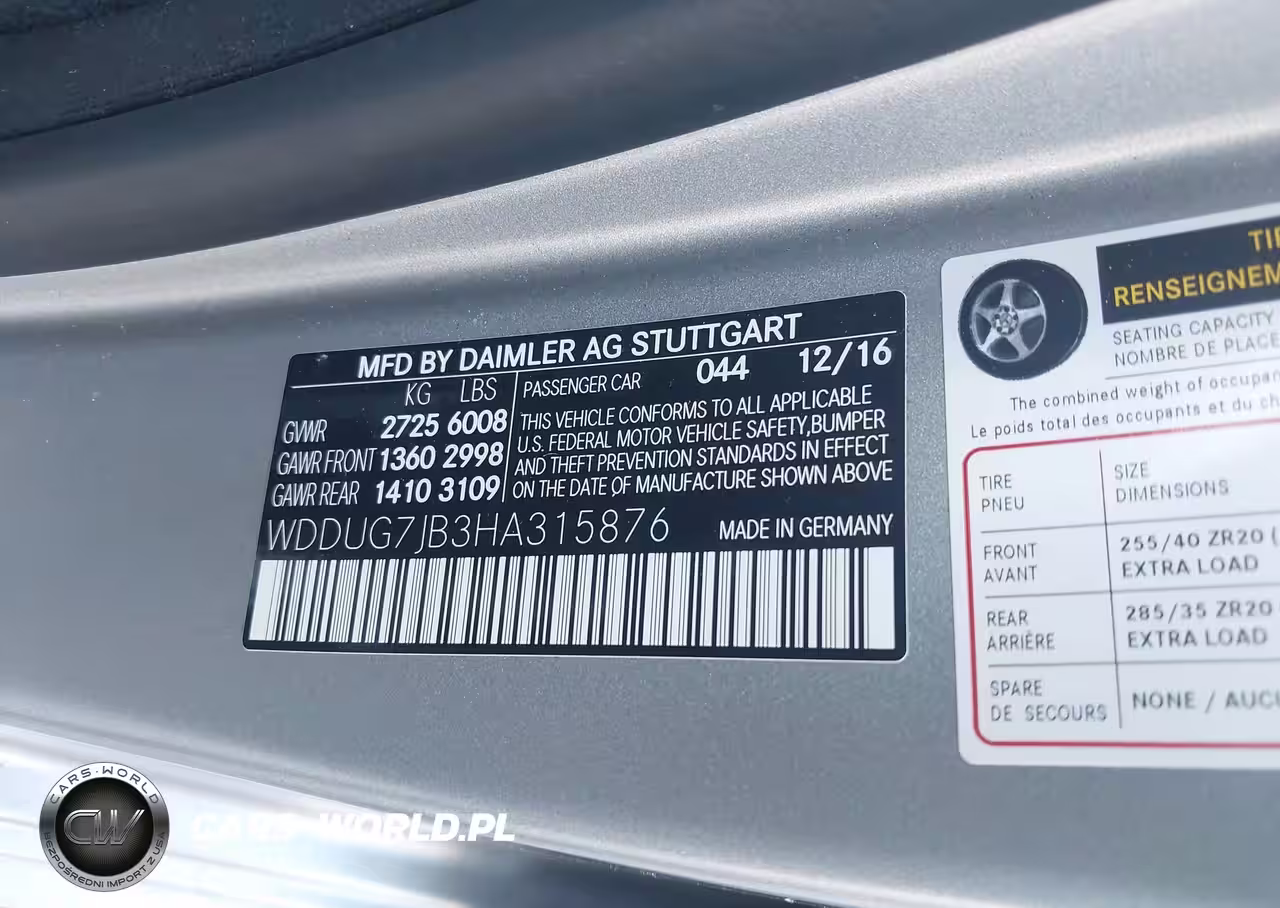 MFD BY DAIMLER AG STUTTGART
KG LBS
GVWR 2725 6008
GAWR FRONT 1360 2998
GAWR REAR 1410 3109
PASSENGER CAR 044 12/16
THIS VEHICLE CONFORMS TO ALL APPLICABLE
U.S. FEDERAL MOTOR VEHICLE SAFETY,BUMPER
AND THEFT PREVENTION STANDARDS IN EFFECT
ON THE DATE OF MANUFACTURE SHOWN ABOVE
WDDUG7JB3HA315876 MADE IN GERMANY
RENSEIGNEM
SEATING CAPACITY
NOMBRE DE PLACE
The combined weight of occupan
Le poids total des occupants et du ch
TIRE
PNEU
SIZE
DIMENSIONS
FRONT
AVANT
255/40 ZR20 (
EXTRA LOAD
REAR
ARRIÈRE
285/35 ZR20
EXTRA LOAD
SPARE
DE SECOURS
NONE / AUCU
CARS-WORLD
CW
BEZPOŚREDNI IMPORT Z USA
CARS-WORLD.PL